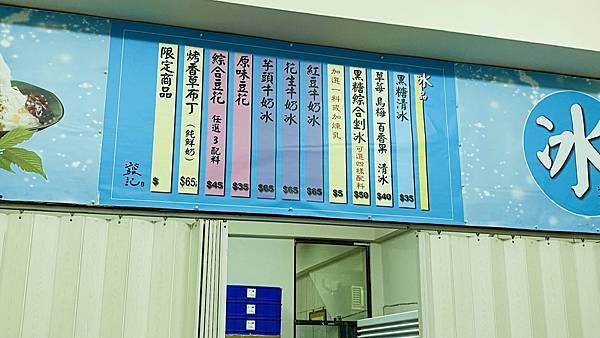 冰品
黑糖清冰 $35
草莓 烏梅 百香果 清冰 $40
黑糖綜合剉冰 可選四樣配料 $50
加選一料或加煉乳 $5
紅豆牛奶冰 $65
花生牛奶冰 $65
芋頭牛奶冰 $65
原味豆花 $35
綜合豆花 任選3配料 $45
烤香草布丁(純鮮奶) $65
限定商品 $
發記
冰